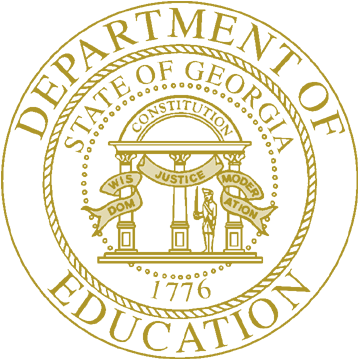 DEPARTMENT OF
STATE OF GEORGIA
CONSTITUTION
WIS
DOM
JUSTICE
MODER
ATION
1776
EDUCATION